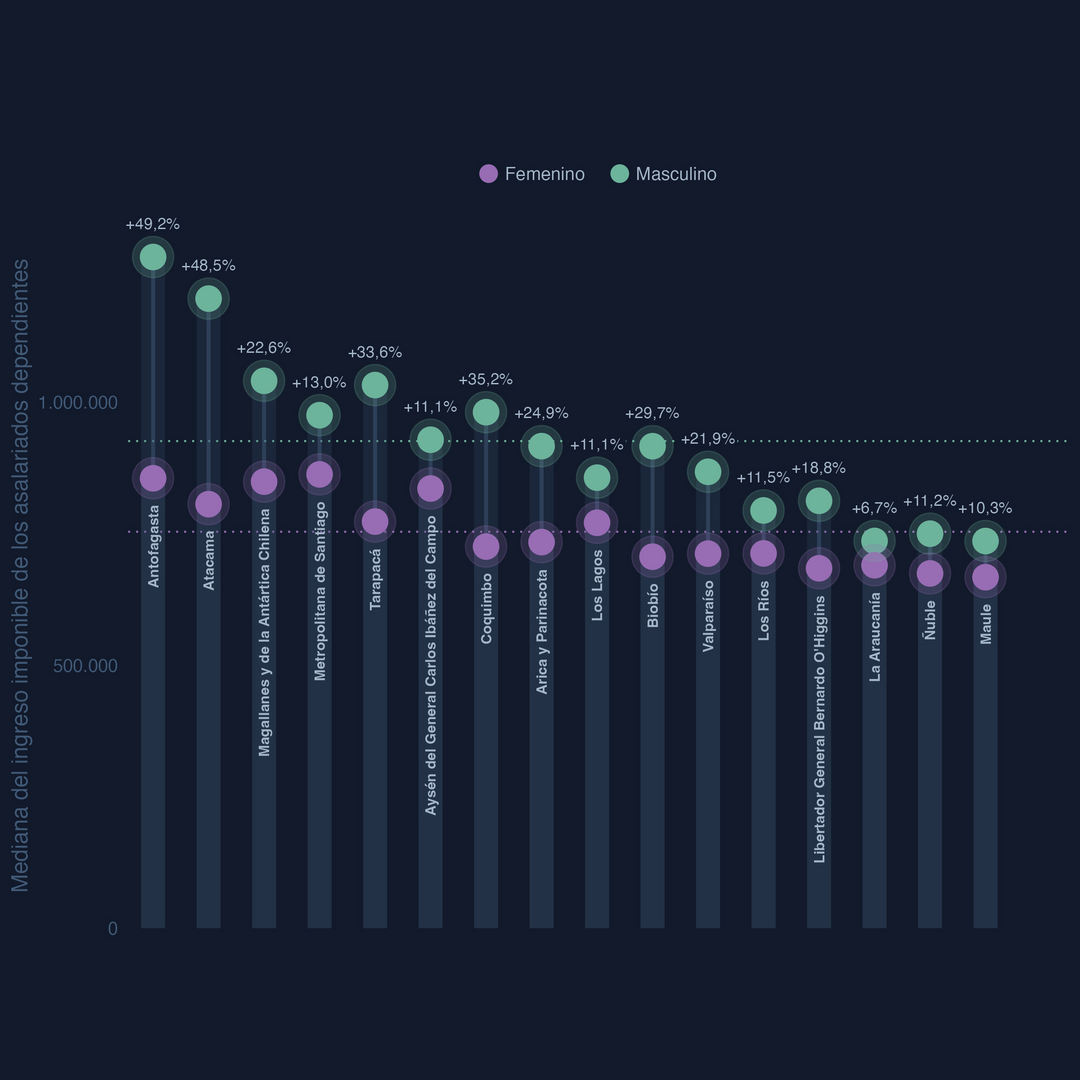 Femenino
Masculino
Mediana del ingreso imponible de los asalariados dependientes
1.000.000
500.000
0
+49,2%
+48,5%
+22,6%
+13,0%
+33,6%
+11,1%
+35,2%
+24,9%
+11,1%
+29,7%
+21,9%
+11,5%
+18,8%
+6,7%
+11,2%
+10,3%
Antofagasta
Atacama
Magallanes y de la Antártica Chilena
Metropolitana de Santiago
Tarapacá
Aysén del General Carlos Ibáñez del Campo
Coquimbo
Arica y Parinacota
Los Lagos
Biobío
Valparaíso
Los Ríos
Libertador General Bernardo O'Higgins
La Araucanía
Ñuble
Maule